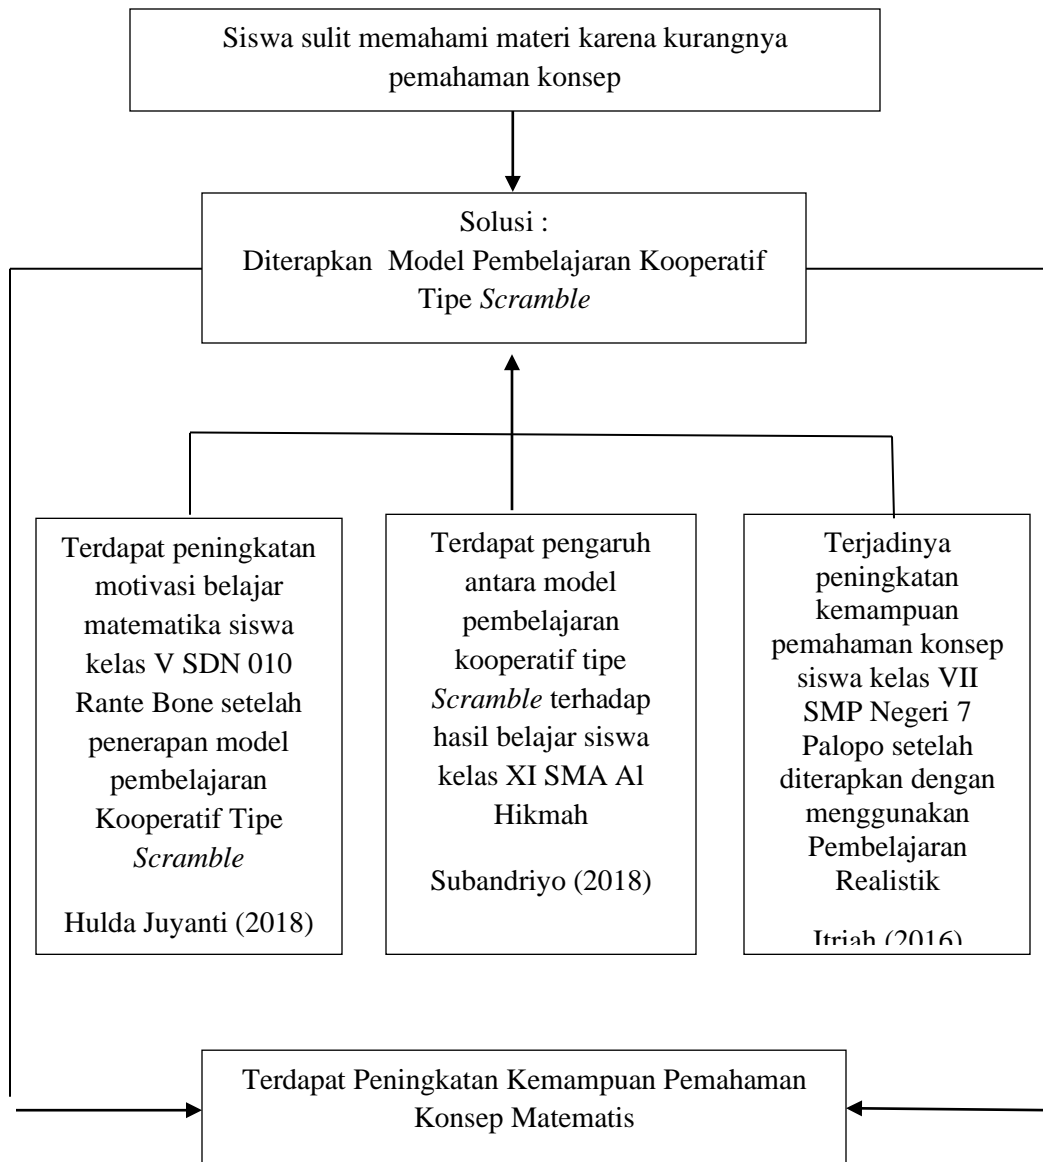 Siswa sulit memahami materi karena kurangnya
pemahaman konsep
Solusi :
Diterapkan Model Pembelajaran Kooperatif
Tipe Scramble
Terdapat peningkatan
motivasi belajar
matematika siswa
kelas V SDN 010
Rante Bone setelah
penerapan model
pembelajaran
Kooperatif Tipe
Scramble
Hulda Juyanti (2018)
Terdapat pengaruh
antara model
pembelajaran
kooperatif tipe
Scramble terhadap
hasil belajar siswa
kelas XI SMA Al
Hikmah
Subandriyo (2018)
Terjadinya
peningkatan
kemampuan
pemahaman konsep
siswa kelas VII
SMP Negeri 7
Palopo setelah
diterapkan dengan
menggunakan
Pembelajaran
Realistik
(2016)
Terdapat Peningkatan Kemampuan Pemahaman
Konsep Matematis